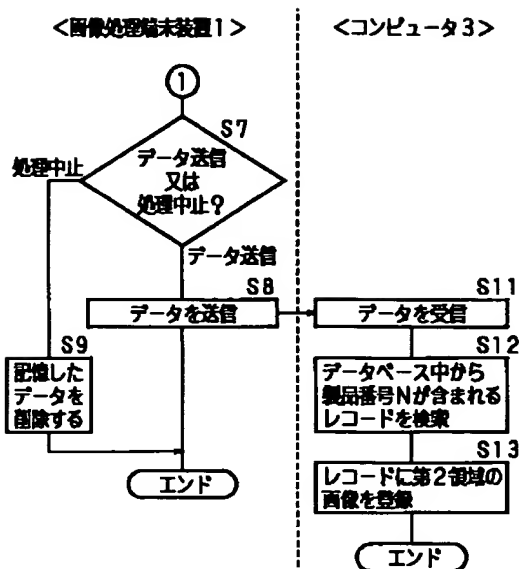 <画像処理端末装置1>
<コンピュータ3>
1
S7
データ送信
又は
処理中止?
処理中止
データ送信
S8
データを送信
S9
記憶した
データを
削除する
エンド
S11
データを受信
S12
データベース中から
製品番号Nが含まれる
レコードを検索
S13
レコードに第2領域の
画像を登録
エンド